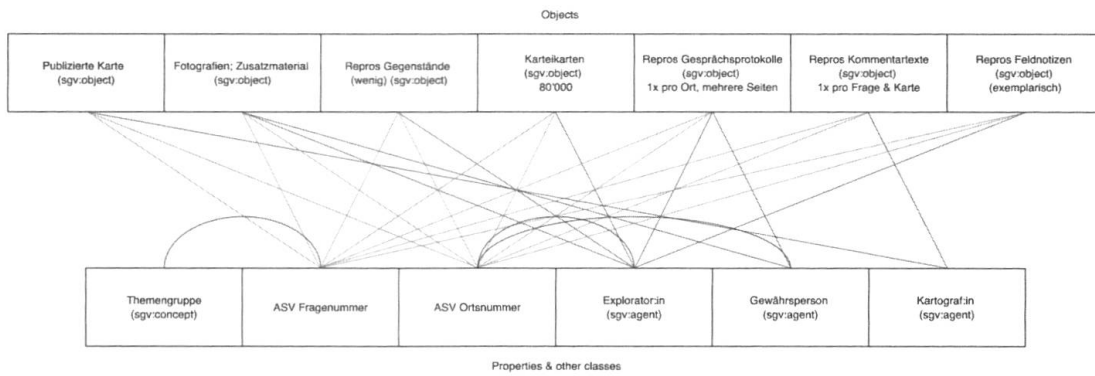 Objects
Publizierte Karte
(sgv:object)
Fotografien; Zusatzmaterial
(sgv:object)
Repros Gegenstände
(wenig) (sgv:object)
Karteikarten
(sgv:object)
80'000
Repros Gesprächsprotokolle
(sgv:object)
1x pro Ort, mehrere Seiten
Repros Kommentartexte
(sgv:object)
1x pro Frage & Karte
Repros Feldnotizen
(sgv:object)
(exemplarisch)
Themengruppe
(sgv:concept)
ASV Fragenummer
ASV Ortsnummer
Explorator:in
(sgv:agent)
Gewährsperson
(sgv:agent)
Kartograf:in
(sgv:agent)
Properties & other classes